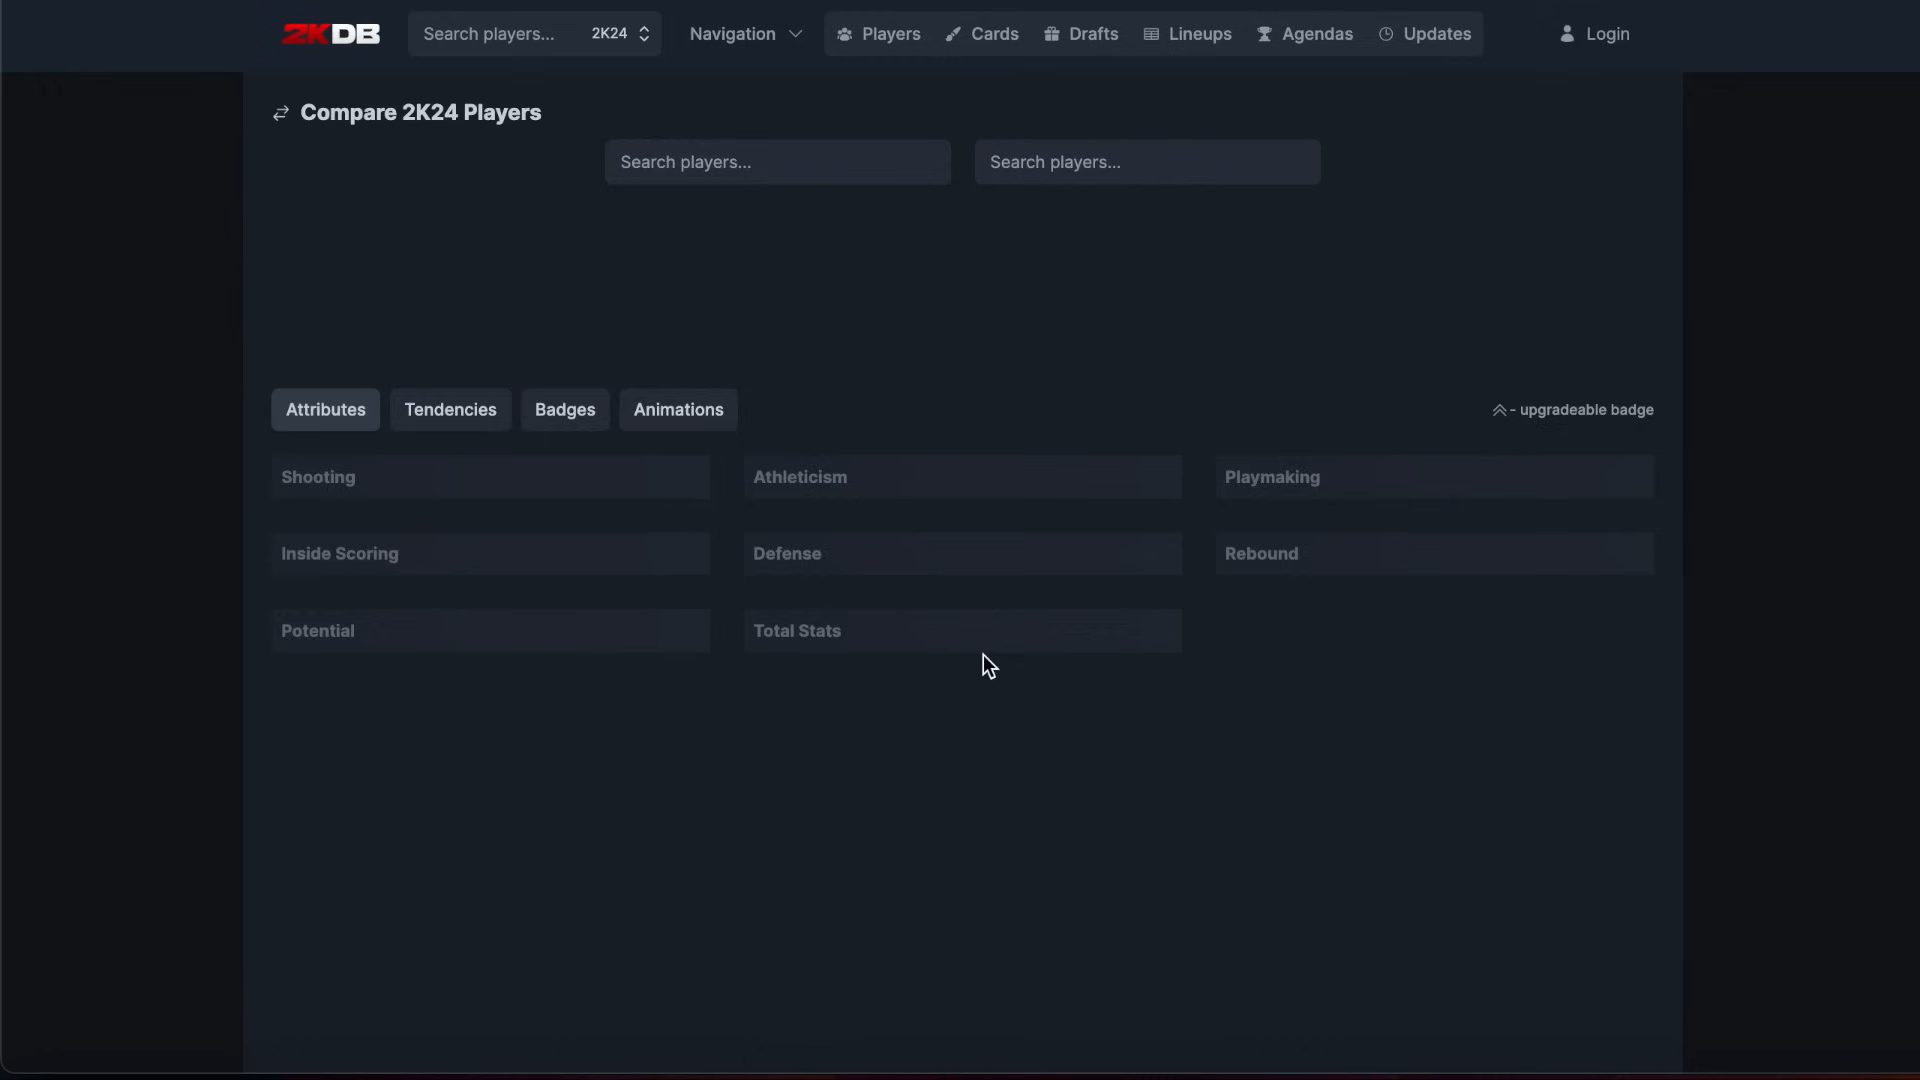 2KDB Search players... 2K24 Navigation Players Cards Drafts Lineups Agendas Updates Login
Compare 2K24 Players
Search players... Search players...
Attributes Tendencies Badges Animations - upgradeable badge
Shooting Athleticism Playmaking
Inside Scoring Defense Rebound
Potential Total Stats